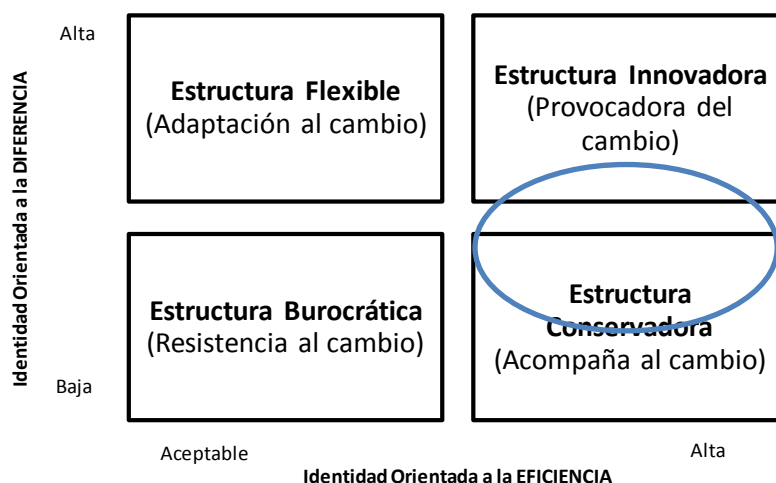 Alta
Identidad Orientada a la DIFERENCIA
Estructura Flexible
(Adaptación al cambio)
Estructura Innovadora
(Provocadora del
cambio)
Estructura Burocrática
(Resistencia al cambio)
Estructura
Conservadora
(Acompaña al cambio)
Baja
Aceptable
Alta
Identidad Orientada a la EFICIENCIA